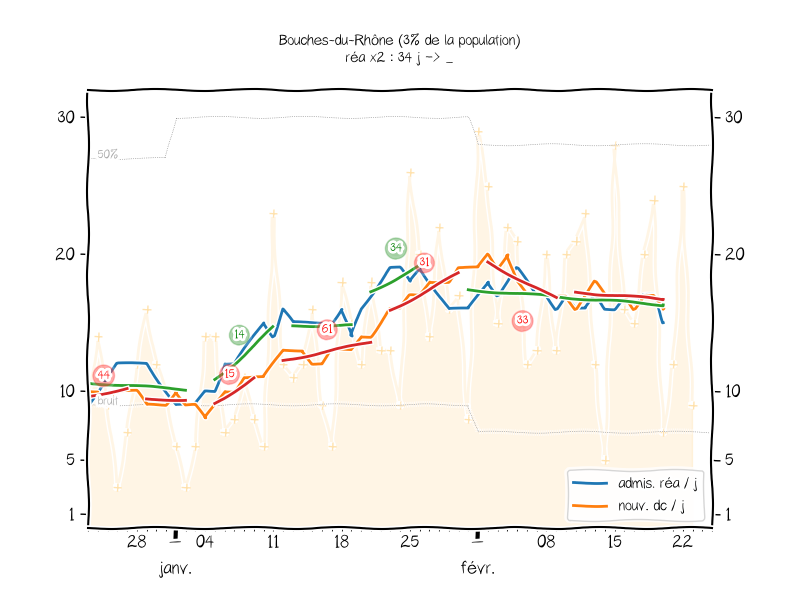 Bouches-du-Rhône (3% de la population)
réa x2 : 34 j -> _
30 30
50%
34
20 20
31
14
61
33
44
15
10 10
bruit
5 5
admis. réa / j
nouv. dc / j
1 1
28 1 04 11 18 25 1 08 15 22
janv. févr.